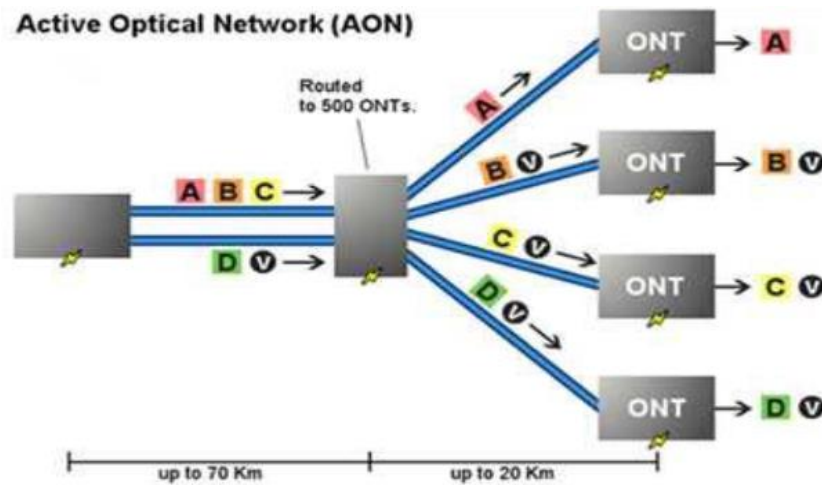 Active Optical Network (AON)
Routed
to 500 ONTs.
A B C
D V
A
B V
C V
D V
ONT
A
ONT
B V
ONT
C V
ONT
D V
up to 70 Km
up to 20 Km